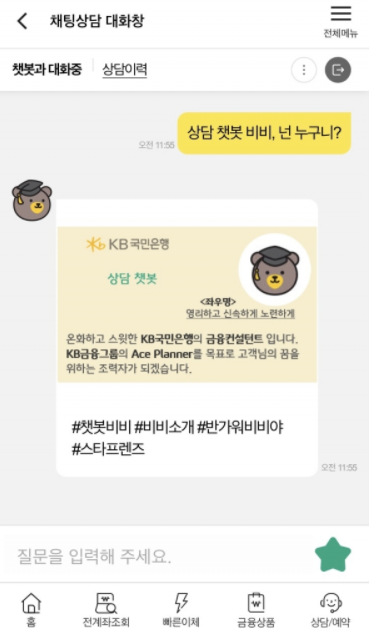 채팅상담 대화창
전체메뉴
챗봇과 대화중
상담이력
상담 챗봇 비비, 넌 누구니?
오전 11:55
KB국민은행
상담 챗봇
<좌우명>
영리하고 신속하게 노련하게
온화하고 스윗한 KB국민은행의 금융컨설턴트 입니다.
KB금융그룹의 Ace Planner를 목표로 고객님의 꿈을
위하는 조력자가 되겠습니다.
#챗봇비비 #비비소개 #반가워비비야
#스타프렌즈
오전 11:55
질문을 입력해 주세요.
홈
전계좌조회
빠른이체
금융상품
상담/예약